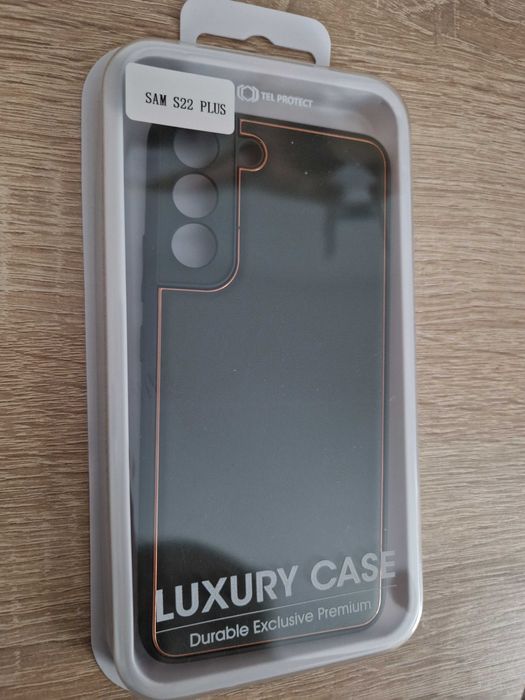 SAM S22 PLUS
TEL PROTECT
LUXURY CASE
Durable Exclusive Premium